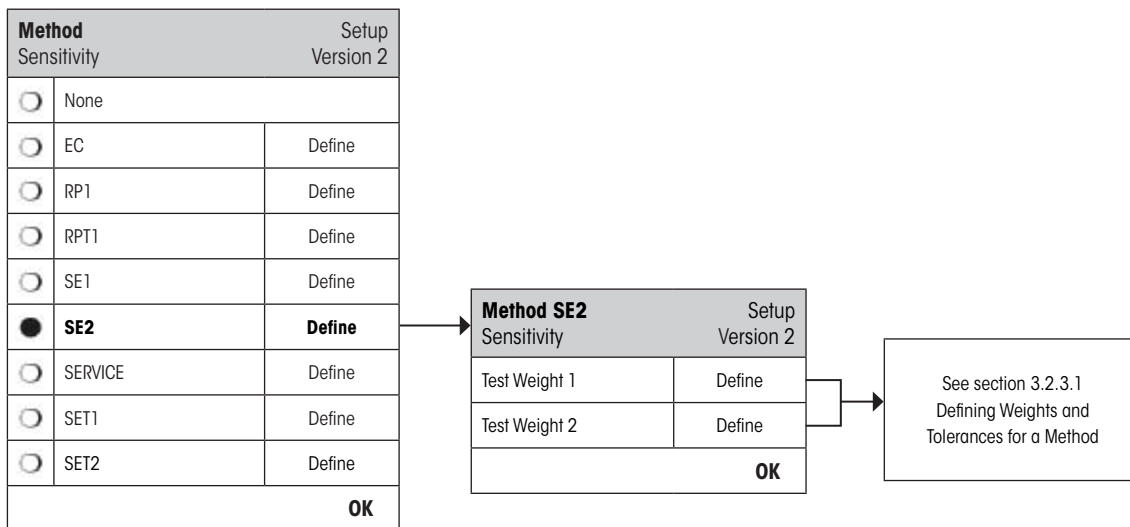 Method Setup
Sensitivity Version 2
None
EC Define
RP1 Define
RPT1 Define
SE1 Define
SE2 Define
SERVICE Define
SET1 Define
SET2 Define
OK
Method SE2 Setup
Sensitivity Version 2
Test Weight 1 Define
Test Weight 2 Define
OK
See section 3.2.3.1
Defining Weights and
Tolerances for a Method